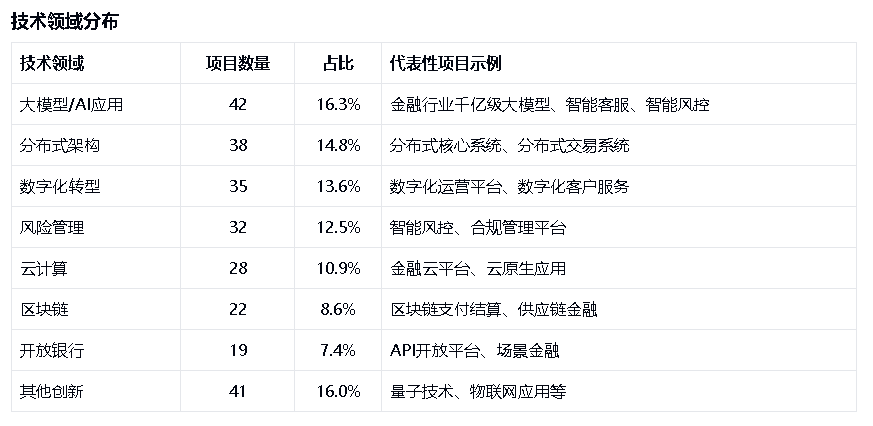 技术领域分布
技术领域 项目数量 占比 代表性项目示例
大模型/AI应用 42 16.3% 金融行业千亿级大模型、智能客服、智能风控
分布式架构 38 14.8% 分布式核心系统、分布式交易系统
数字化转型 35 13.6% 数字化运营平台、数字化客户服务
风险管理 32 12.5% 智能风控、合规管理平台
云计算 28 10.9% 金融云平台、云原生应用
区块链 22 8.6% 区块链支付结算、供应链金融
开放银行 19 7.4% API开放平台、场景金融
其他创新 41 16.0% 量子技术、物联网应用等